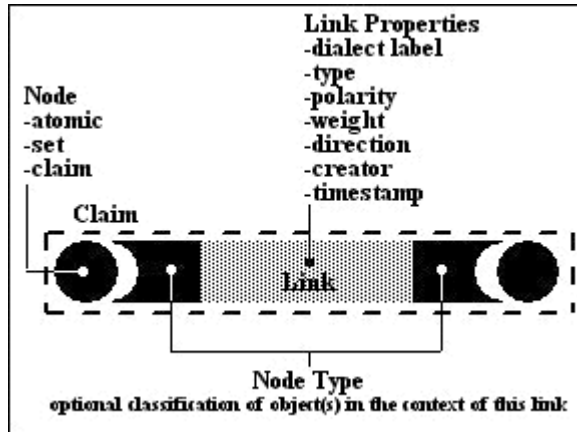 Link Properties
-dialect label
-type
-polarity
-weight
-direction
-creator
-timestamp
Node
-atomic
-set
-claim
Claim
Link
Node Type
optional classification of object(s) in the context of this link